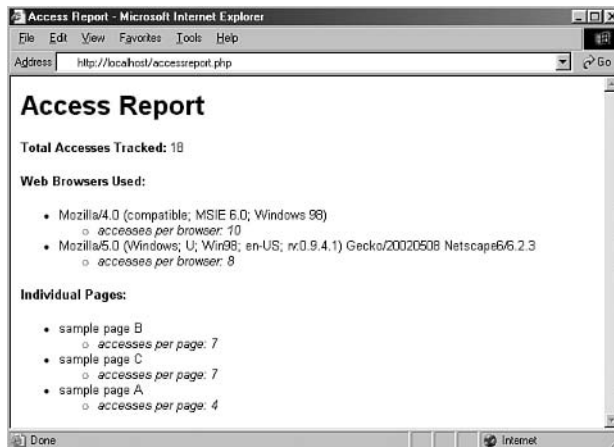 Access Report - Microsoft Internet Explorer
File Edit View Favorites Tools Help
Address http://localhost/accessreport.php Go
Access Report
Total Accesses Tracked: 18
Web Browsers Used:
Mozilla/4.0 (compatible; MSIE 6.0; Windows 98)
accesses per browser: 10
Mozilla/5.0 (Windows; U; Win98; en-US; rv:0.9.4.1) Gecko/20020508 Netscape6/6.2.3
accesses per browser: 8
Individual Pages:
sample page B
accesses per page: 7
sample page C
accesses per page: 7
sample page A
accesses per page: 4
Done Internet